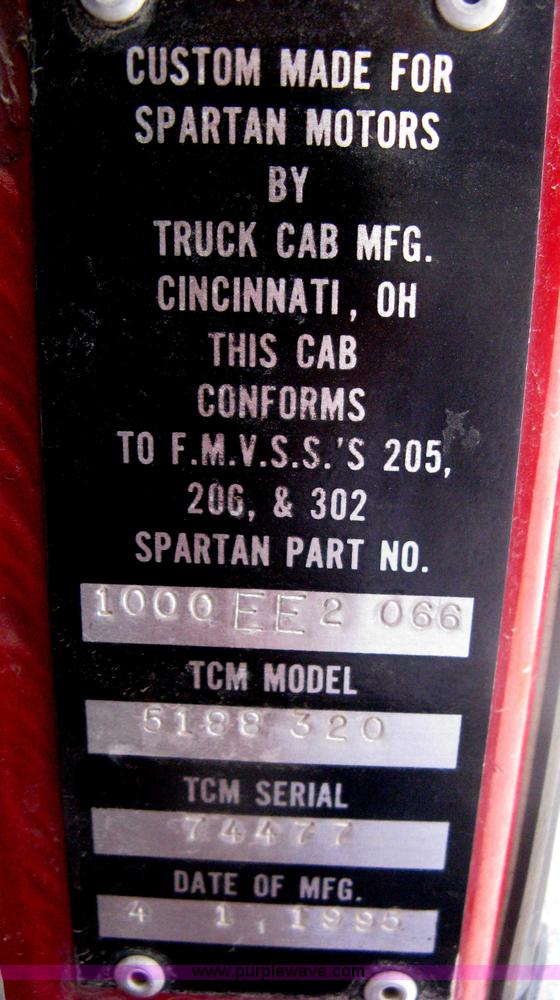 CUSTOM MADE FOR
SPARTAN MOTORS
BY
TRUCK CAB MFG.
CINCINNATI, OH
THIS CAB
CONFORMS
TO F.M.V.S.S.'S 205,
206, & 302
SPARTAN PART NO.
1000 EE2 066
TCM MODEL
5188 320
TCM SERIAL
74477
DATE OF MFG.
4 1, 1995
www.purplewave.com